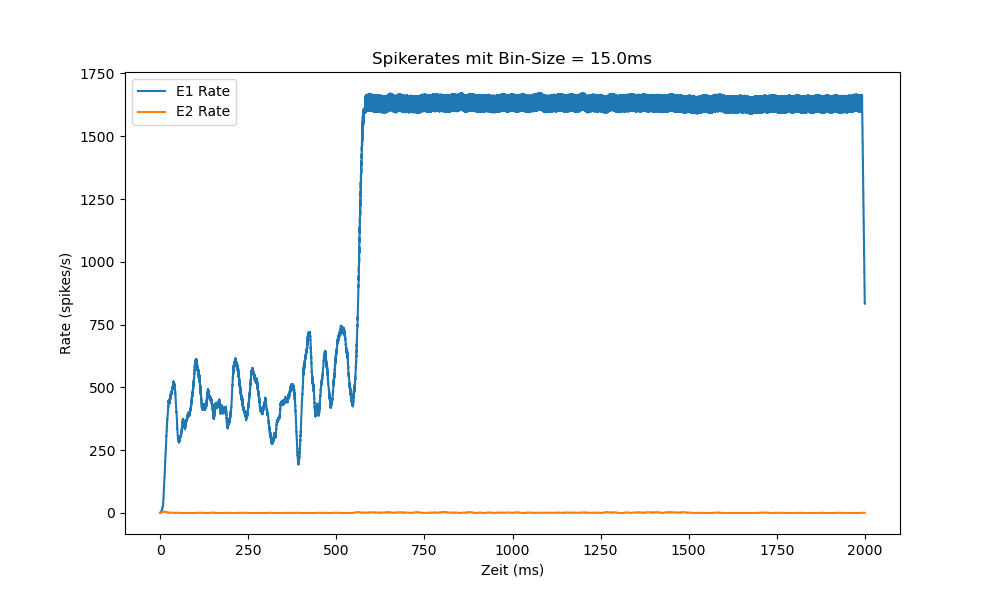 Spikerates mit Bin-Size = 15.0ms
E1 Rate
E2 Rate
Rate (spikes/s)
1750
1500
1250
1000
750
500
250
0
0 250 500 750 1000 1250 1500 1750 2000
Zeit (ms)